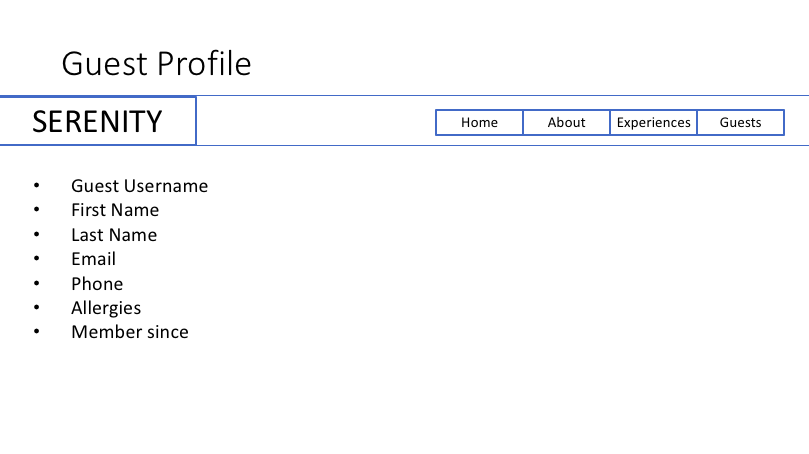 Guest Profile
SERENITY
Home About Experiences Guests
• Guest Username
• First Name
• Last Name
• Email
• Phone
• Allergies
• Member since